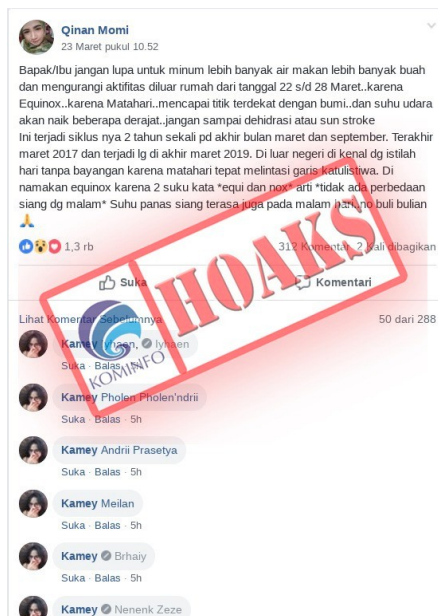 Qinan Momi
23 Maret pukul 10.52
Bapak/Ibu jangan lupa untuk minum lebih banyak air makan lebih banyak buah
dan mengurangi aktifitas diluar rumah dari tanggal 22 s/d 28 Maret..karena
Equinox..karena Matahari..mencapai titik terdekat dengan bumi..dan suhu udara
akan naik beberapa derajat..jangan sampai dehidrasi atau sun stroke
Ini terjadi siklus nya 2 tahun sekali pd akhir bulan maret dan september. Terakhir
maret 2017 dan terjadi lg di akhir maret 2019. Di luar negeri di kenal dg istilah
hari tanpa bayangan karena matahari tepat melintasi garis katulistiwa. Di
namakan equinox karena 2 suku kata *equi dan nox* arti *tidak ada perbedaan
siang dg malam* Suhu panas siang terasa juga pada malam hari..no buli bulian
🙏
1,3 rb
312 Komentar 2 Kali dibagikan
Suka
Komentari
HOAKS
KOMINFO
Lihat Komentar Sebelumnya
50 dari 288
Kamey Iynaen, Iynaen
Suka · Balas · 5h
Kamey Pholen Pholen'ndrii
Suka · Balas · 5h
Kamey Andrii Prasetya
Suka · Balas · 5h
Kamey Meilan
Suka · Balas · 5h
Kamey Brhaiy
Suka · Balas · 5h
Kamey Nenenk Zeze